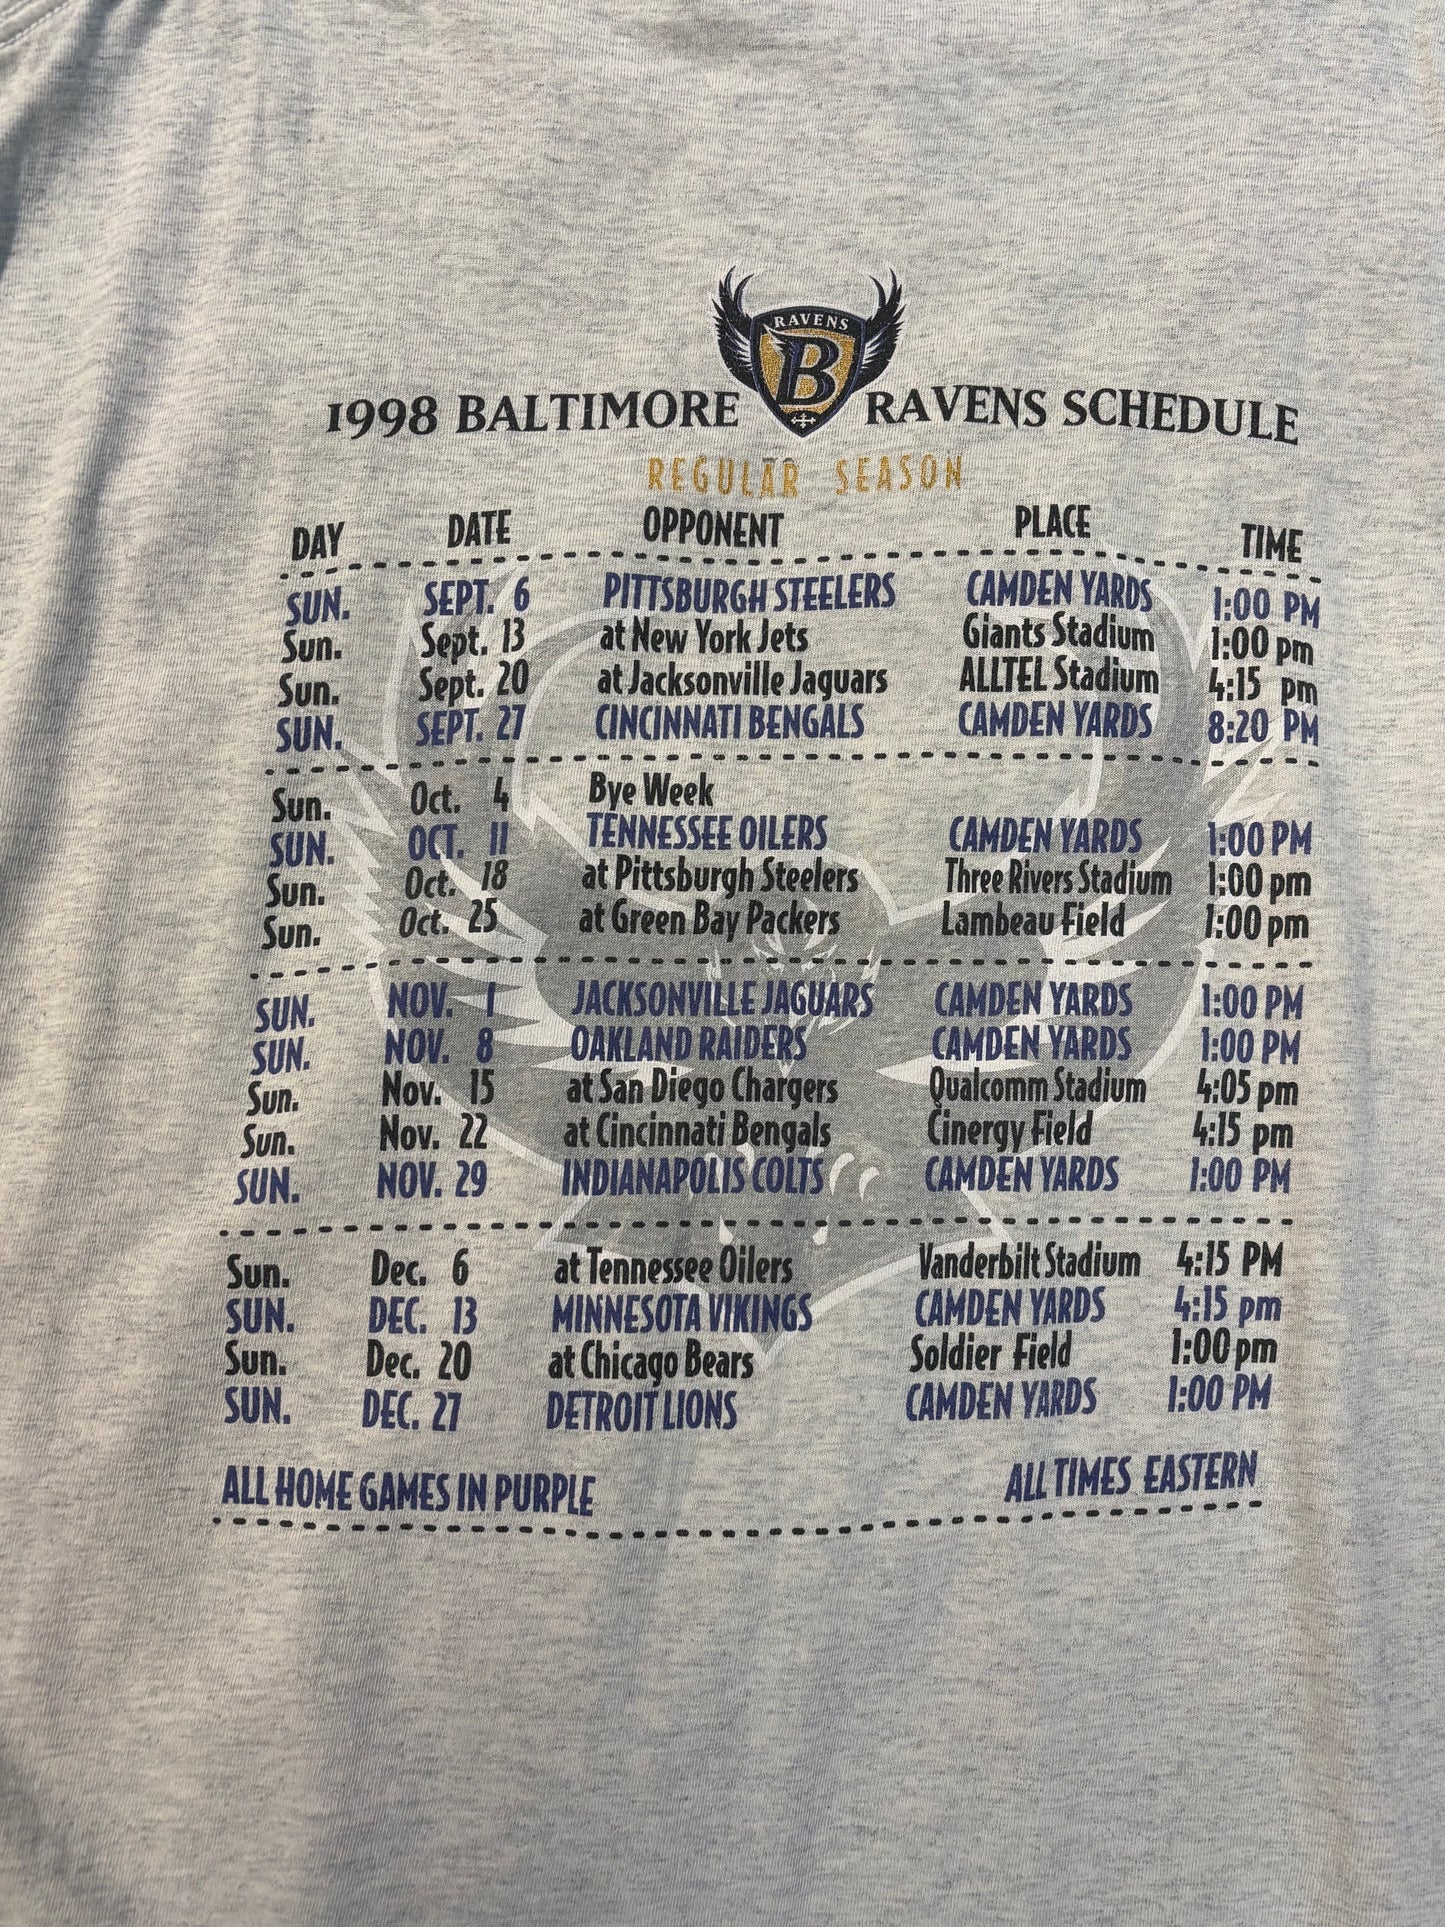 RAVENS
B
1998 BALTIMORE RAVENS SCHEDULE
REGULAR SEASON
DAY DATE OPPONENT PLACE TIME
SUN. SEPT. 6 PITTSBURGH STEELERS CAMDEN YARDS 1:00 PM
Sun. Sept. 13 at New York Jets Giants Stadium 1:00 pm
Sun. Sept. 20 at Jacksonville Jaguars ALLTEL Stadium 4:15 pm
SUN. SEPT. 27 CINCINNATI BENGALS CAMDEN YARDS 8:20 PM
Sun. Oct. 4 Bye Week
SUN. OCT. 11 TENNESSEE OILERS CAMDEN YARDS 1:00 PM
Sun. Oct. 18 at Pittsburgh Steelers Three Rivers Stadium 1:00 pm
Sun. Oct. 25 at Green Bay Packers Lambeau Field 1:00 pm
SUN. NOV. 1 JACKSONVILLE JAGUARS CAMDEN YARDS 1:00 PM
SUN. NOV. 8 OAKLAND RAIDERS CAMDEN YARDS 1:00 PM
Sun. Nov. 15 at San Diego Chargers Qualcomm Stadium 4:05 pm
Sun. Nov. 22 at Cincinnati Bengals Cinergy Field 4:15 pm
SUN. NOV. 29 INDIANAPOLIS COLTS CAMDEN YARDS 1:00 PM
Sun. Dec. 6 at Tennessee Oilers Vanderbilt Stadium 4:15 PM
SUN. DEC. 13 MINNESOTA VIKINGS CAMDEN YARDS 4:15 pm
Sun. Dec. 20 at Chicago Bears Soldier Field 1:00 pm
SUN. DEC. 27 DETROIT LIONS CAMDEN YARDS 1:00 PM
ALL HOME GAMES IN PURPLE ALL TIMES EASTERN